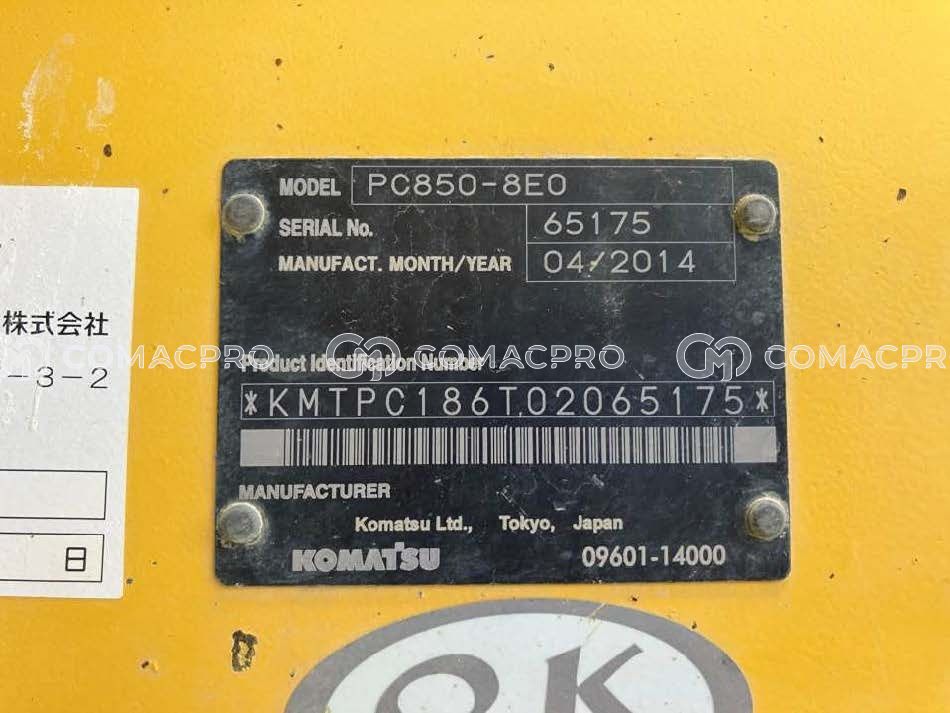 MODEL PC850-8E0
SERIAL No. 65175
MANUFACT. MONTH/YEAR 04/2014
株式会社
-3-2
COMACPRO COMACPRO COMACPR
Product Identification Number
*KMTPC186T02065175*
MANUFACTURER
Komatsu Ltd., Tokyo, Japan
KOMATSU 09601-14000
日
OK